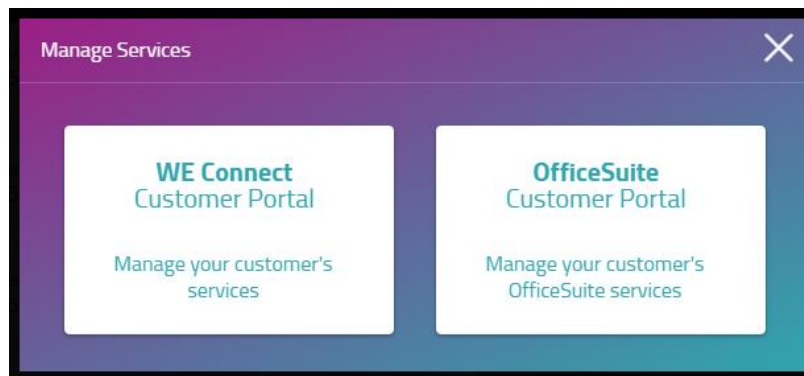 Manage Services
WE Connect
Customer Portal
Manage your customer's
services
OfficeSuite
Customer Portal
Manage your customer's
OfficeSuite services